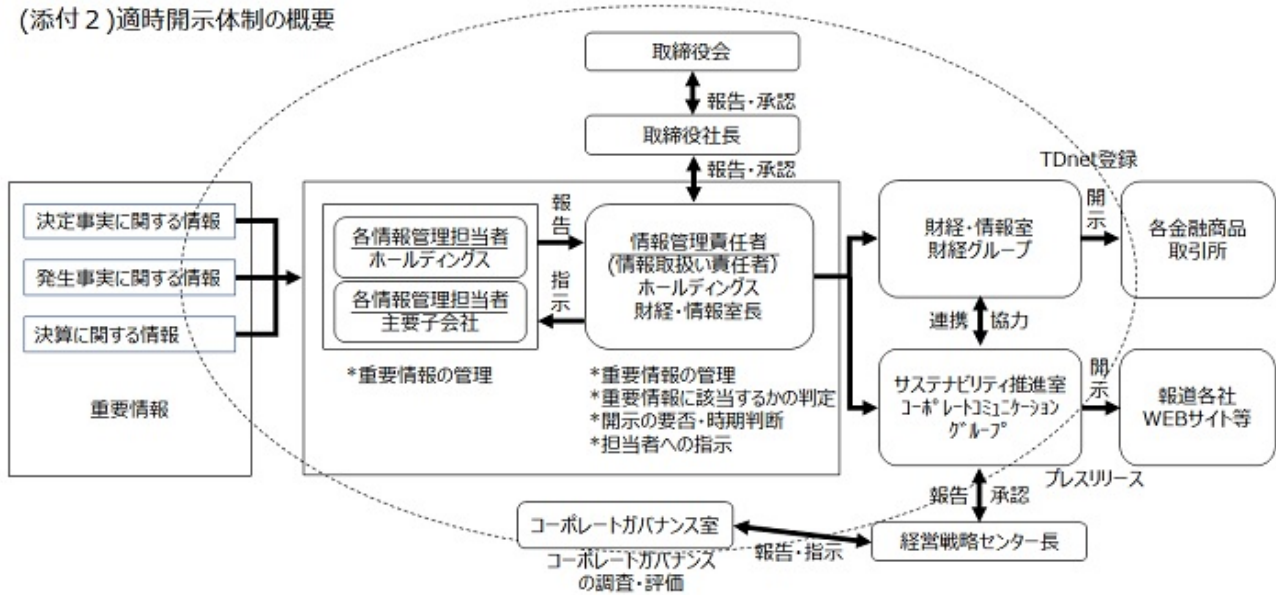 (添付２)適時開示体制の概要
取締役会
報告・承認
取締役社長
報告・承認
決定事実に関する情報
発生事実に関する情報
決算に関する情報
重要情報
各情報管理担当者
ホールディングス
各情報管理担当者
主要子会社
*重要情報の管理
報告
指示
情報管理責任者
(情報取扱い責任者)
ホールディングス
財経・情報室長
*重要情報の管理
*重要情報に該当するかの判定
*開示の要否・時期判断
*担当者への指示
財経・情報室
財経グループ
連携 協力
サステナビリティ推進室
コーポレートコミュニケーション
グループ
TDnet登録
開示
各金融商品
取引所
開示
報道各社
WEBサイト等
プレスリリース
報告 承認
経営戦略センター長
報告・指示
コーポレートガバナンス室
コーポレートガバナンス
の調査・評価